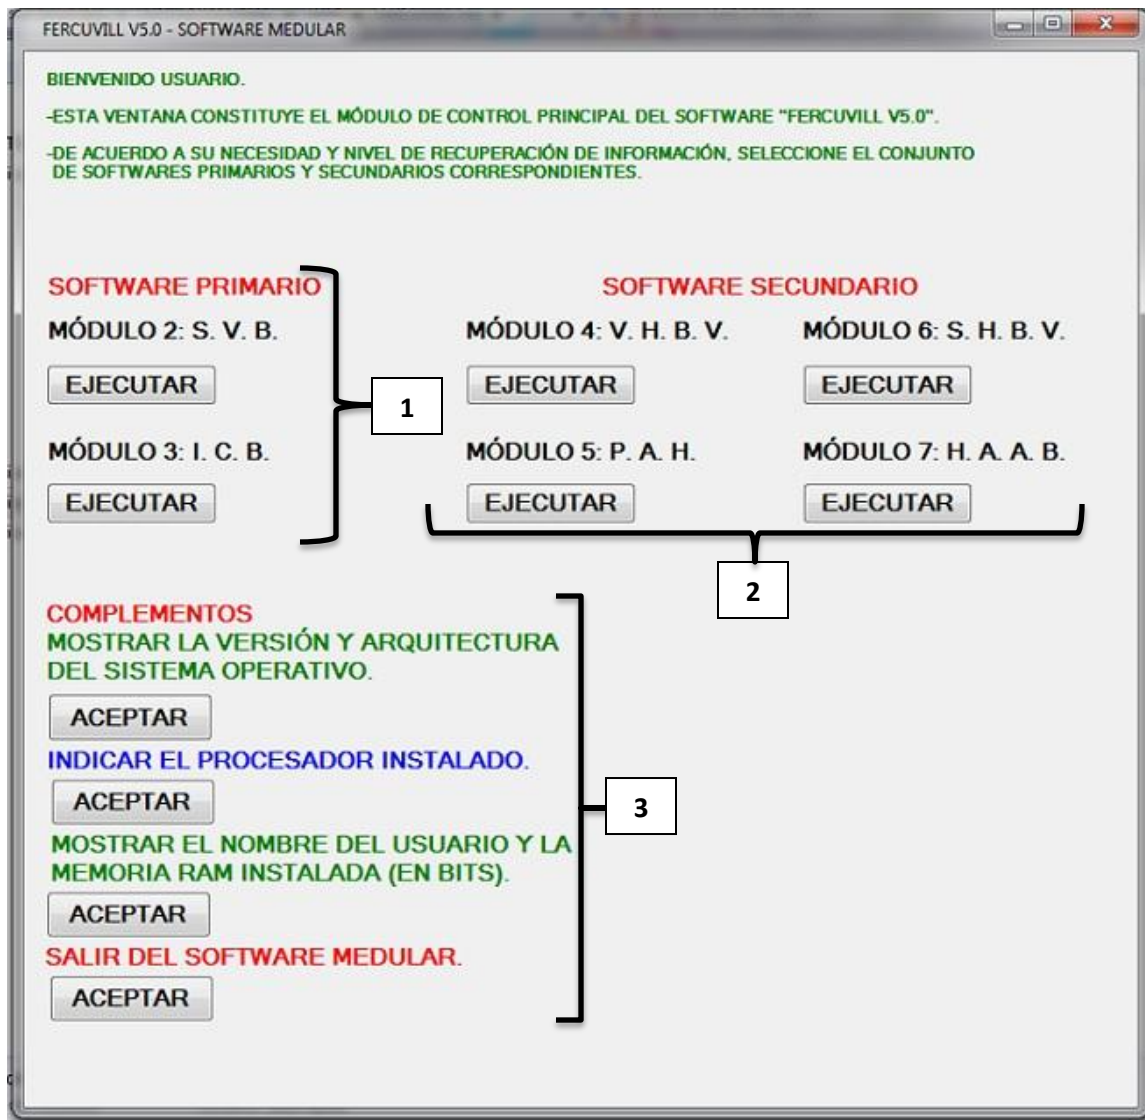 FERCUVILL V5.0 - SOFTWARE MEDULAR
BIENVENIDO USUARIO.
-ESTA VENTANA CONSTITUYE EL MÓDULO DE CONTROL PRINCIPAL DEL SOFTWARE "FERCUVILL V5.0".
-DE ACUERDO A SU NECESIDAD Y NIVEL DE RECUPERACIÓN DE INFORMACIÓN, SELECCIONE EL CONJUNTO
DE SOFTWARES PRIMARIOS Y SECUNDARIOS CORRESPONDIENTES.
SOFTWARE PRIMARIO
MÓDULO 2: S. V. B.
EJECUTAR
MÓDULO 3: I. C. B.
EJECUTAR
1
SOFTWARE SECUNDARIO
MÓDULO 4: V. H. B. V.
EJECUTAR
MÓDULO 6: S. H. B. V.
EJECUTAR
MÓDULO 5: P. A. H.
EJECUTAR
MÓDULO 7: H. A. A. B.
EJECUTAR
2
COMPLEMENTOS
MOSTRAR LA VERSIÓN Y ARQUITECTURA
DEL SISTEMA OPERATIVO.
ACEPTAR
INDICAR EL PROCESADOR INSTALADO.
ACEPTAR
MOSTRAR EL NOMBRE DEL USUARIO Y LA
MEMORIA RAM INSTALADA (EN BITS).
ACEPTAR
SALIR DEL SOFTWARE MEDULAR.
ACEPTAR
3